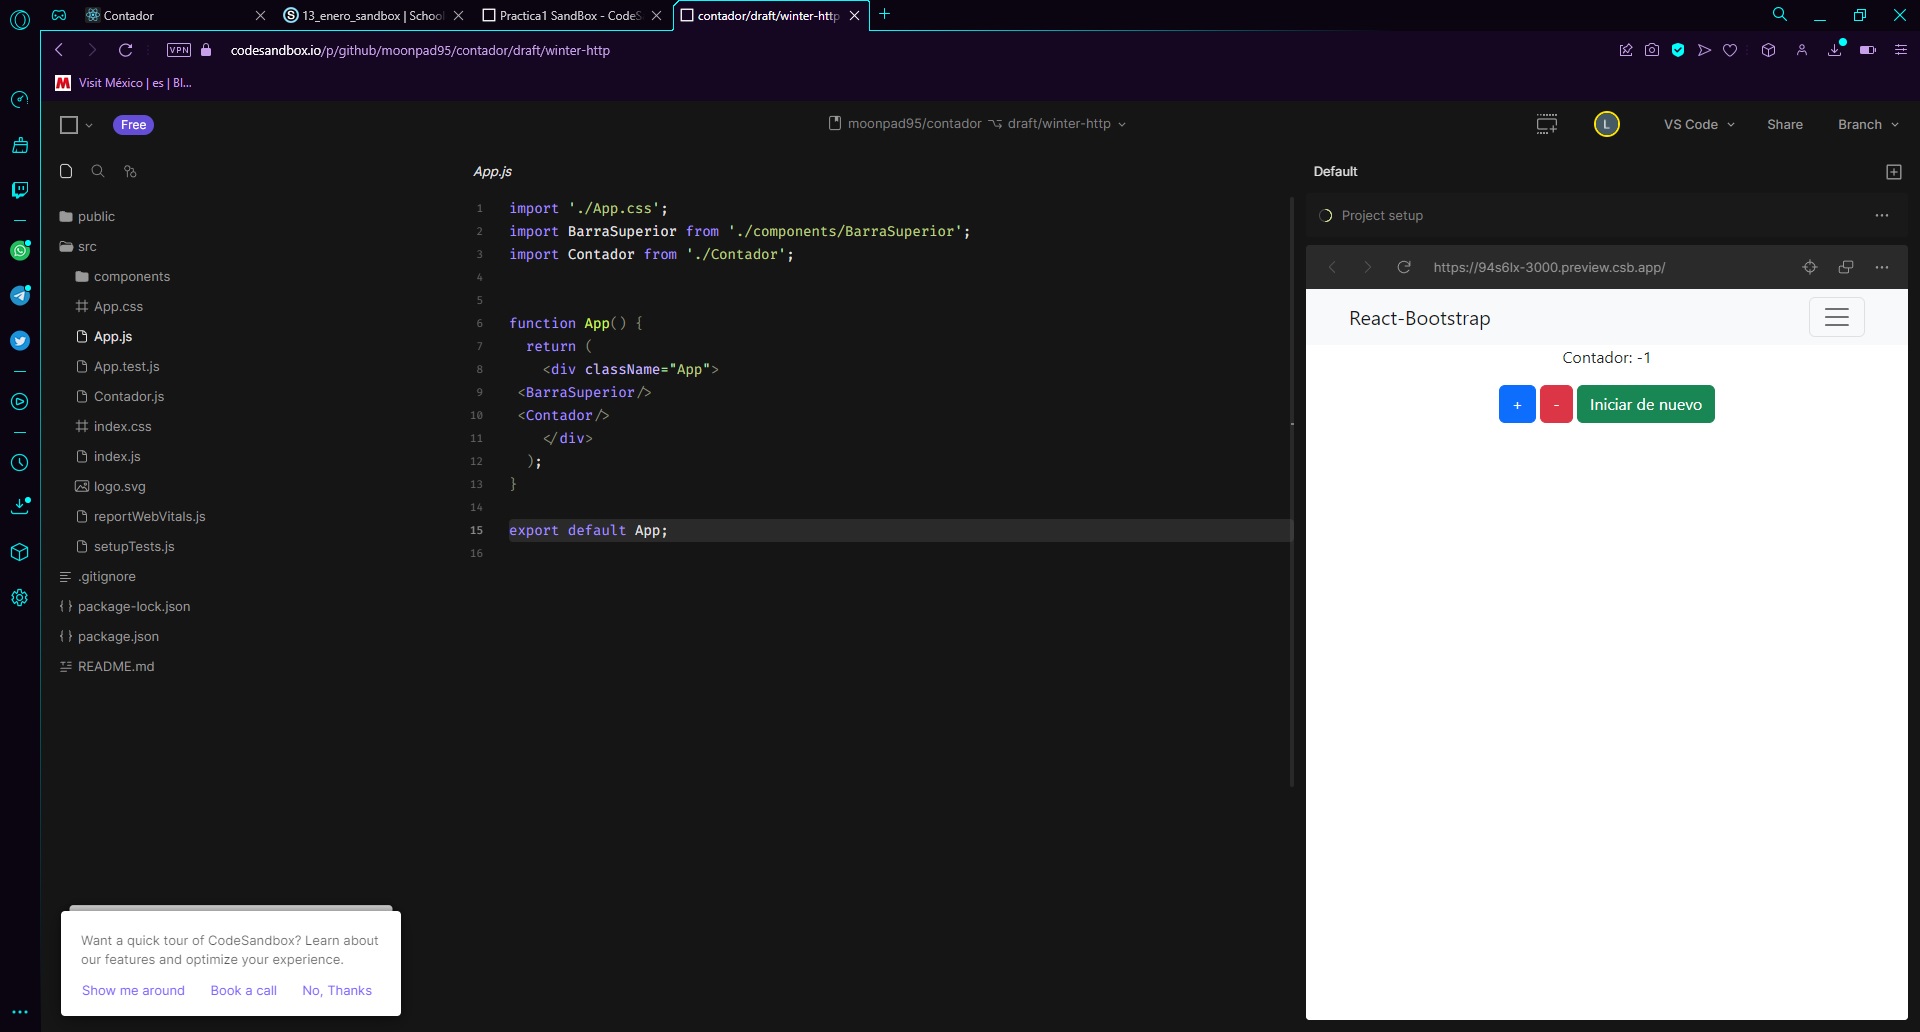 Contador
13_enero_sandbox | School
Practica1 SandBox - CodeS
contador/draft/winter-http
VPN
codesandbox.io/p/github/moonpad95/contador/draft/winter-http
Visit México | es | Bl...
Free
moonpad95/contador draft/winter-http
L
VS Code
Share
Branch
public
src
components
App.css
App.js
App.test.js
Contador.js
index.css
index.js
logo.svg
reportWebVitals.js
setupTests.js
.gitignore
package-lock.json
package.json
README.md
App.js
1 import './App.css';
2 import BarraSuperior from './components/BarraSuperior';
3 import Contador from './Contador';
4
5
6 function App() {
7 return (
8 <div className="App">
9 <BarraSuperior/>
10 <Contador/>
11 </div>
12 );
13 }
14
15 export default App;
16
Default
Project setup
https://94s6lx-3000.preview.csb.app/
React-Bootstrap
Contador: -1
+ - Iniciar de nuevo
Want a quick tour of CodeSandbox? Learn about
our features and optimize your experience.
Show me around Book a call No, Thanks